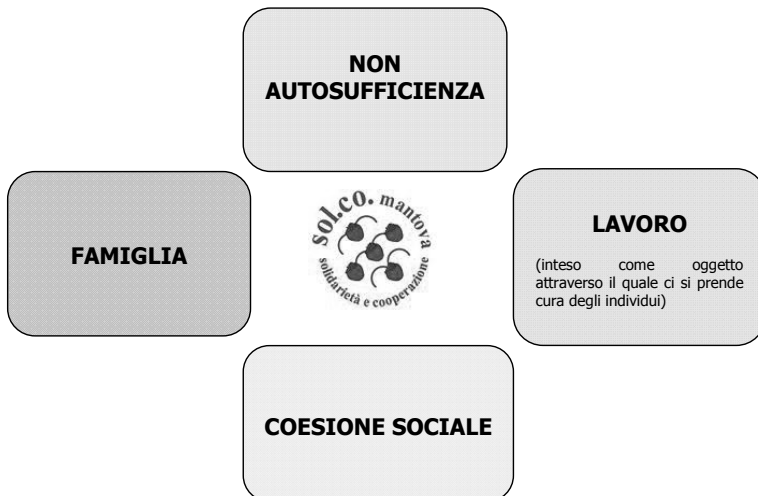 NON
AUTOSUFFICIENZA
FAMIGLIA
sol.co. mantova
solidarietà e cooperazione
LAVORO
(inteso come oggetto
attraverso il quale ci si prende
cura degli individui)
COESIONE SOCIALE